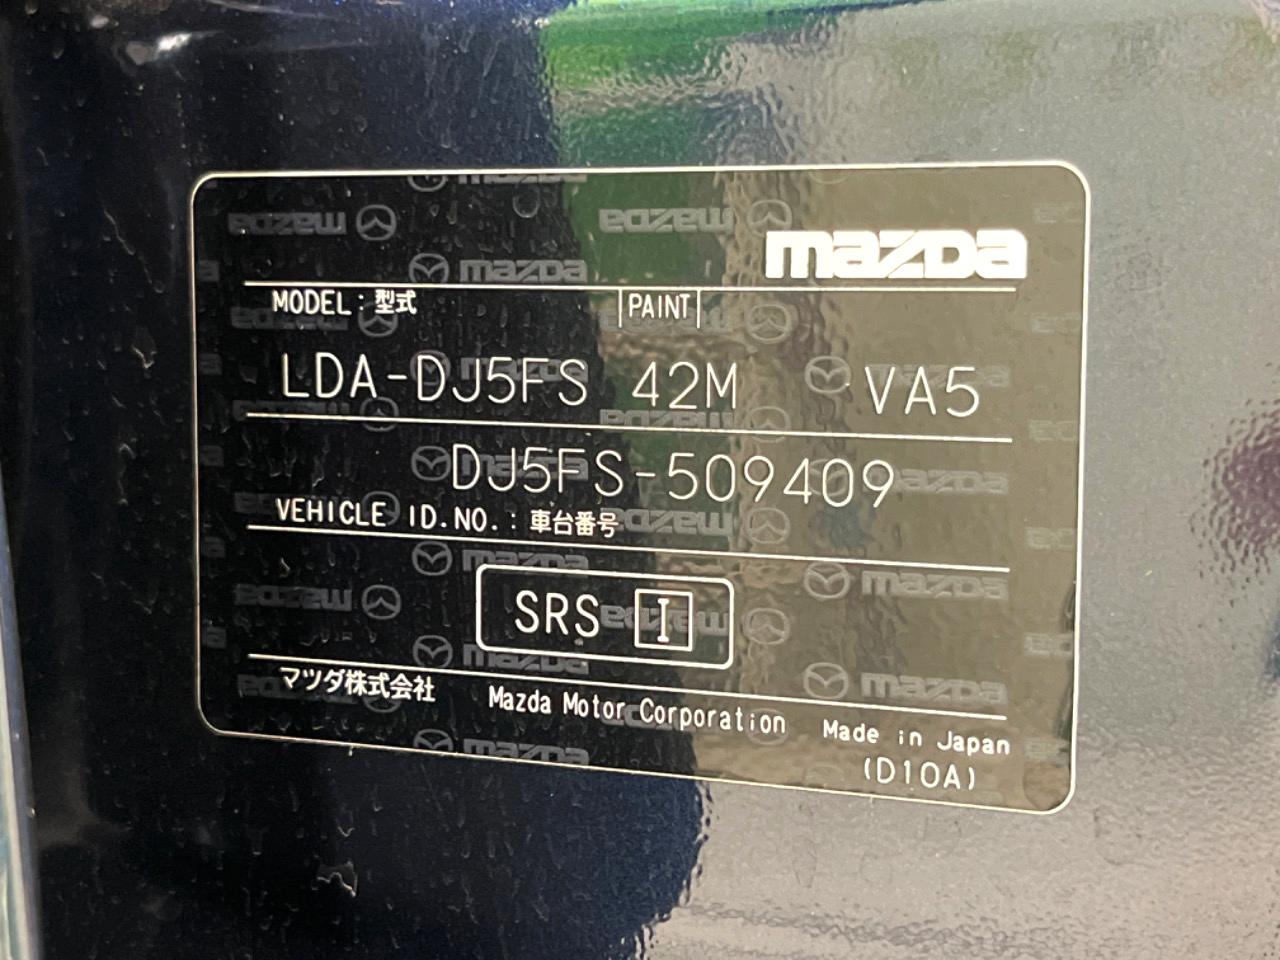 mazda
MODEL : 型式 PAINT
LDA-DJ5FS 42M VA5
DJ5FS-509409
VEHICLE ID.NO. : 車台番号
SRS I
マツダ株式会社 Mazda Motor Corporation Made in Japan
(D10A)